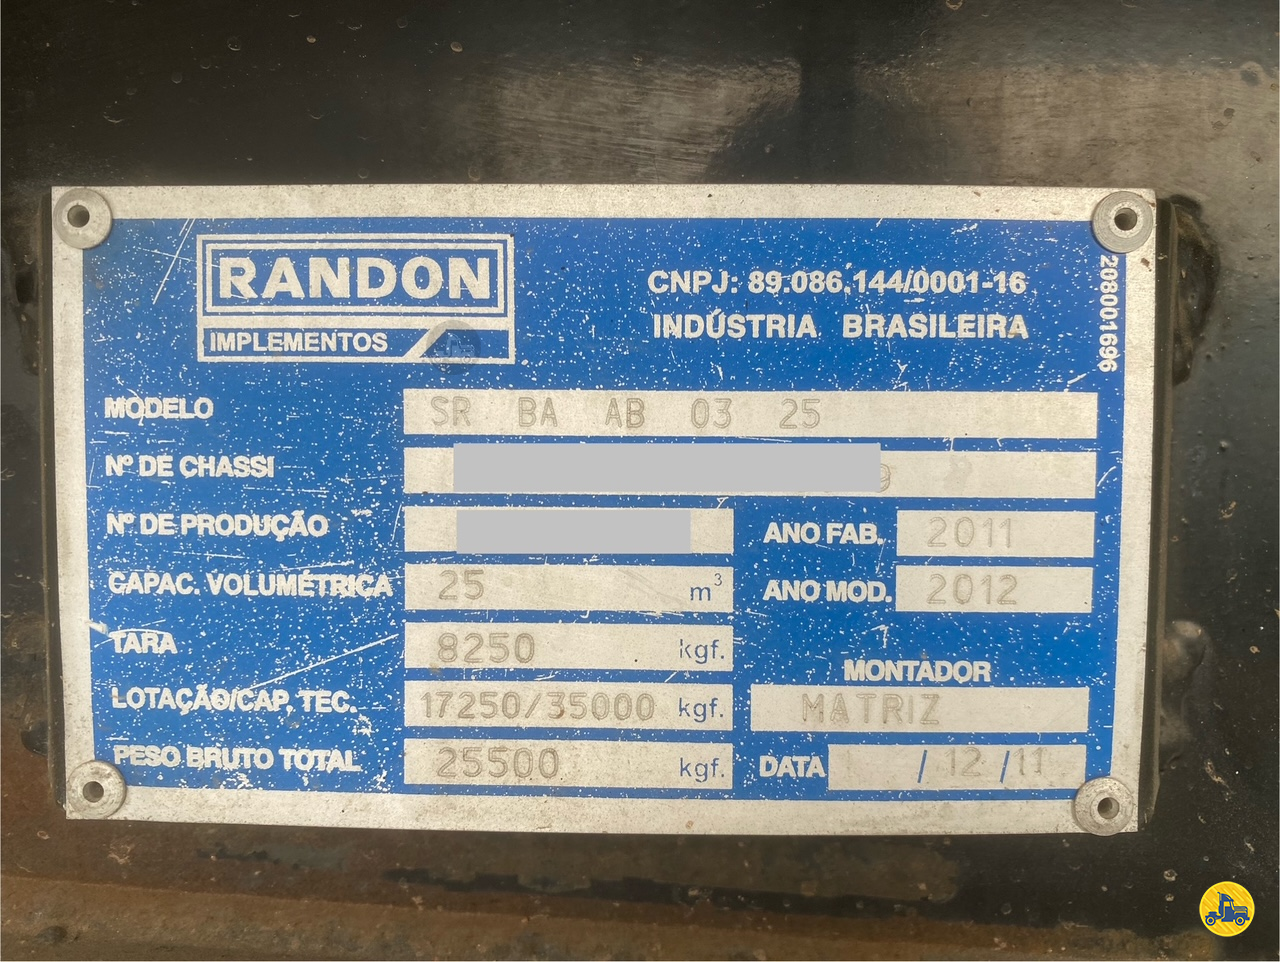 RANDON
IMPLEMENTOS
CNPJ: 89.086.144/0001-16
INDÚSTRIA BRASILEIRA
208001696
MODELO SR BA AB 03 25
Nº DE CHASSI
Nº DE PRODUÇÃO
ANO FAB. 2011
CAPAC. VOLUMÉTRICA 25 m³
ANO MOD. 2012
TARA 8250 kgf.
LOTAÇÃO/CAP. TEC. 17250/35000 kgf.
MONTADOR
MATRIZ
PESO BRUTO TOTAL 25500 kgf.
DATA / 12 / 11